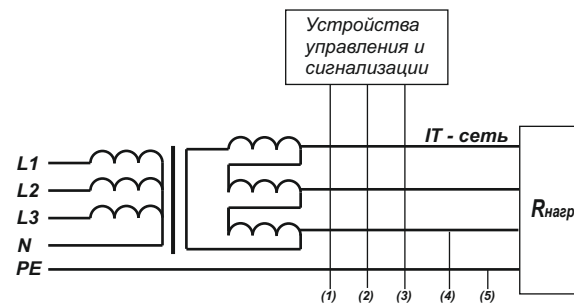 Устройства
управления и
сигнализации
IT - сеть
L1
L2
L3
N
PE
Rнагр
(1) (2) (3) (4) (5)